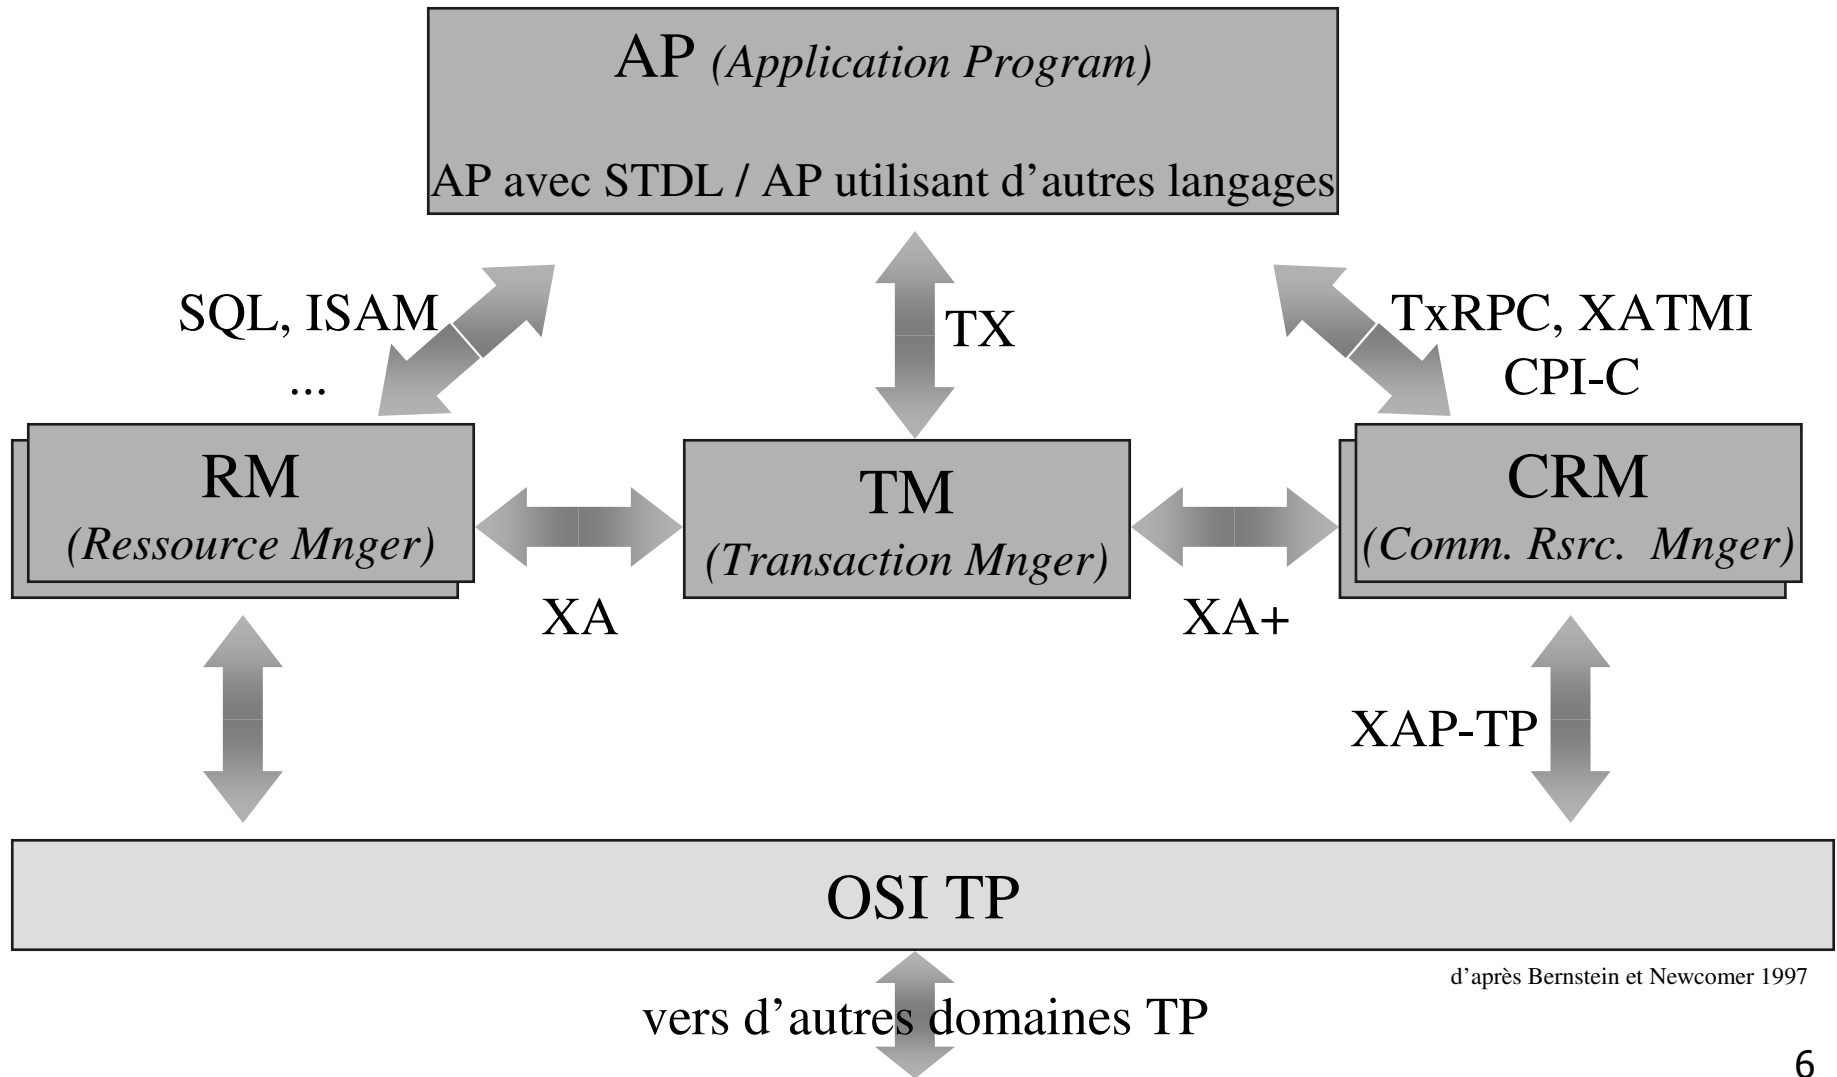 AP (Application Program)
AP avec STDL / AP utilisant d'autres langages
SQL, ISAM
...
TX
TxRPC, XATMI
CPI-C
RM
(Ressource Mnger)
TM
(Transaction Mnger)
CRM
(Comm. Rsrc. Mnger)
XA
XA+
XAP-TP
OSI TP
d'après Bernstein et Newcomer 1997
vers d'autres domaines TP
6